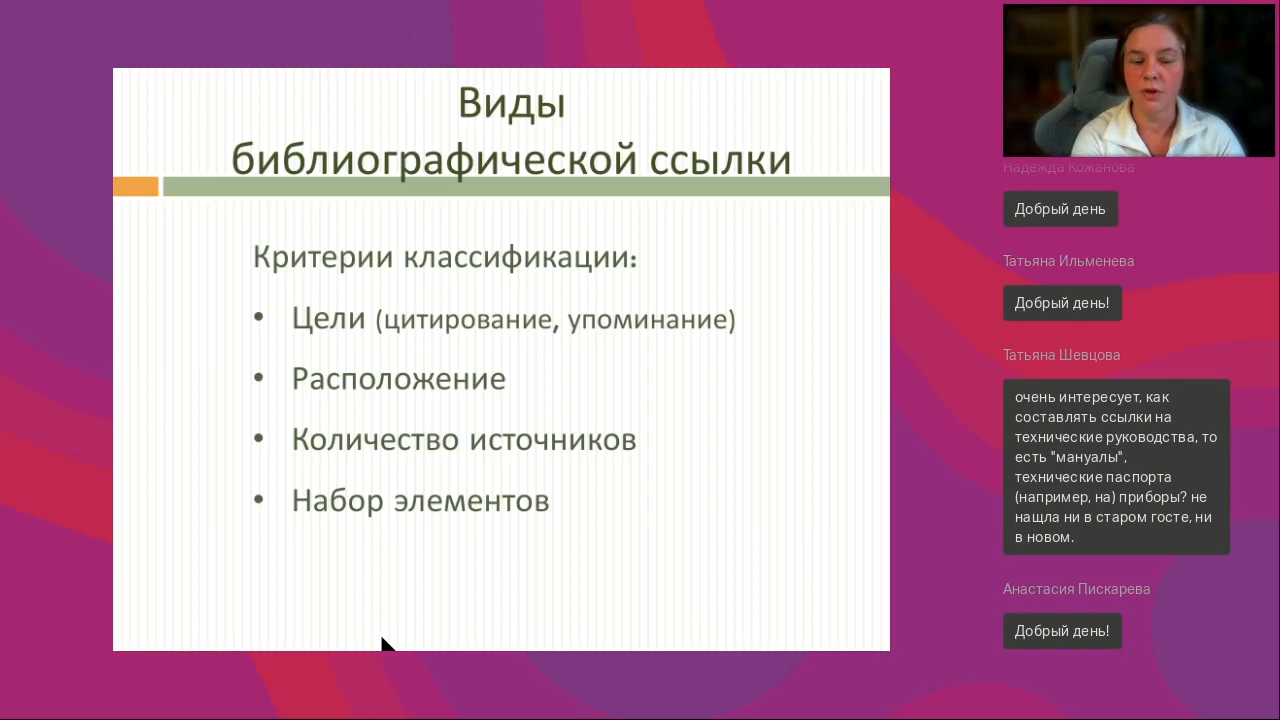 Виды
библиографической ссылки
Критерии классификации:
• Цели (цитирование, упоминание)
• Расположение
• Количество источников
• Набор элементов
Надежда Кожанова
Добрый день
Татьяна Ильменева
Добрый день!
Татьяна Шевцова
очень интересует, как
составлять ссылки на
технические руководства, то
есть "мануалы",
технические паспорта
(например, на) приборы? не
нащла ни в старом госте, ни
в новом.
Анастасия Пискарева
Добрый день!